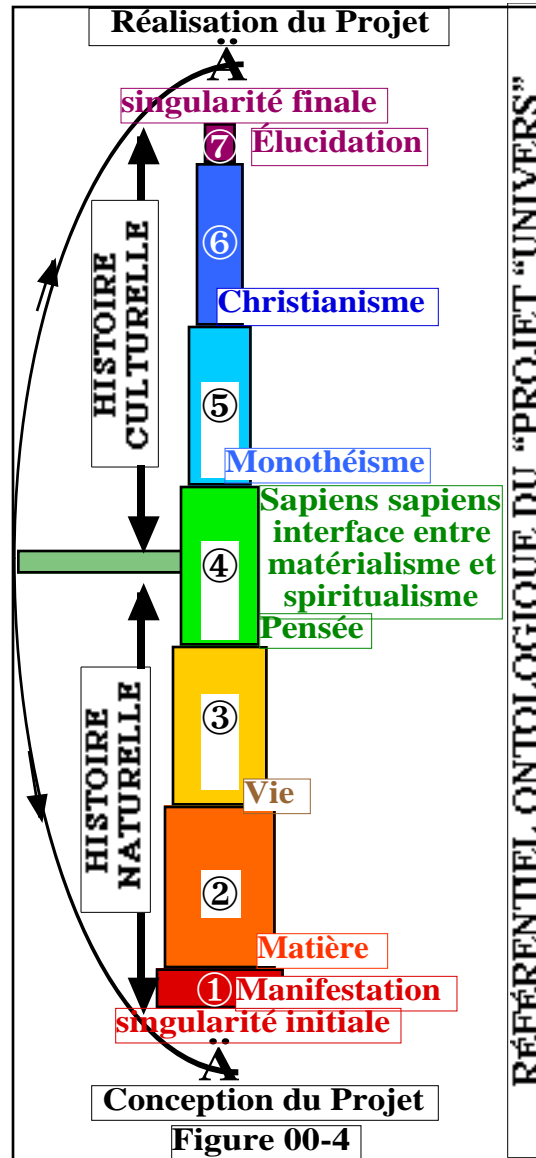 Réalisation du Projet
Ä
singularité finale
⑦ Élucidation
⑥
Christianisme
HISTOIRE
CULTURELLE
⑤
Monothéisme
Sapiens sapiens
interface entre
matérialisme et
spiritualisme
④
Pensée
③
Vie
HISTOIRE
NATURELLE
②
Matière
① Manifestation
singularité initiale
Ä
Conception du Projet
Figure 00-4
RÉFÉRENTIEL ONTOLOGIQUE DU "PROJET "UNIVERS"